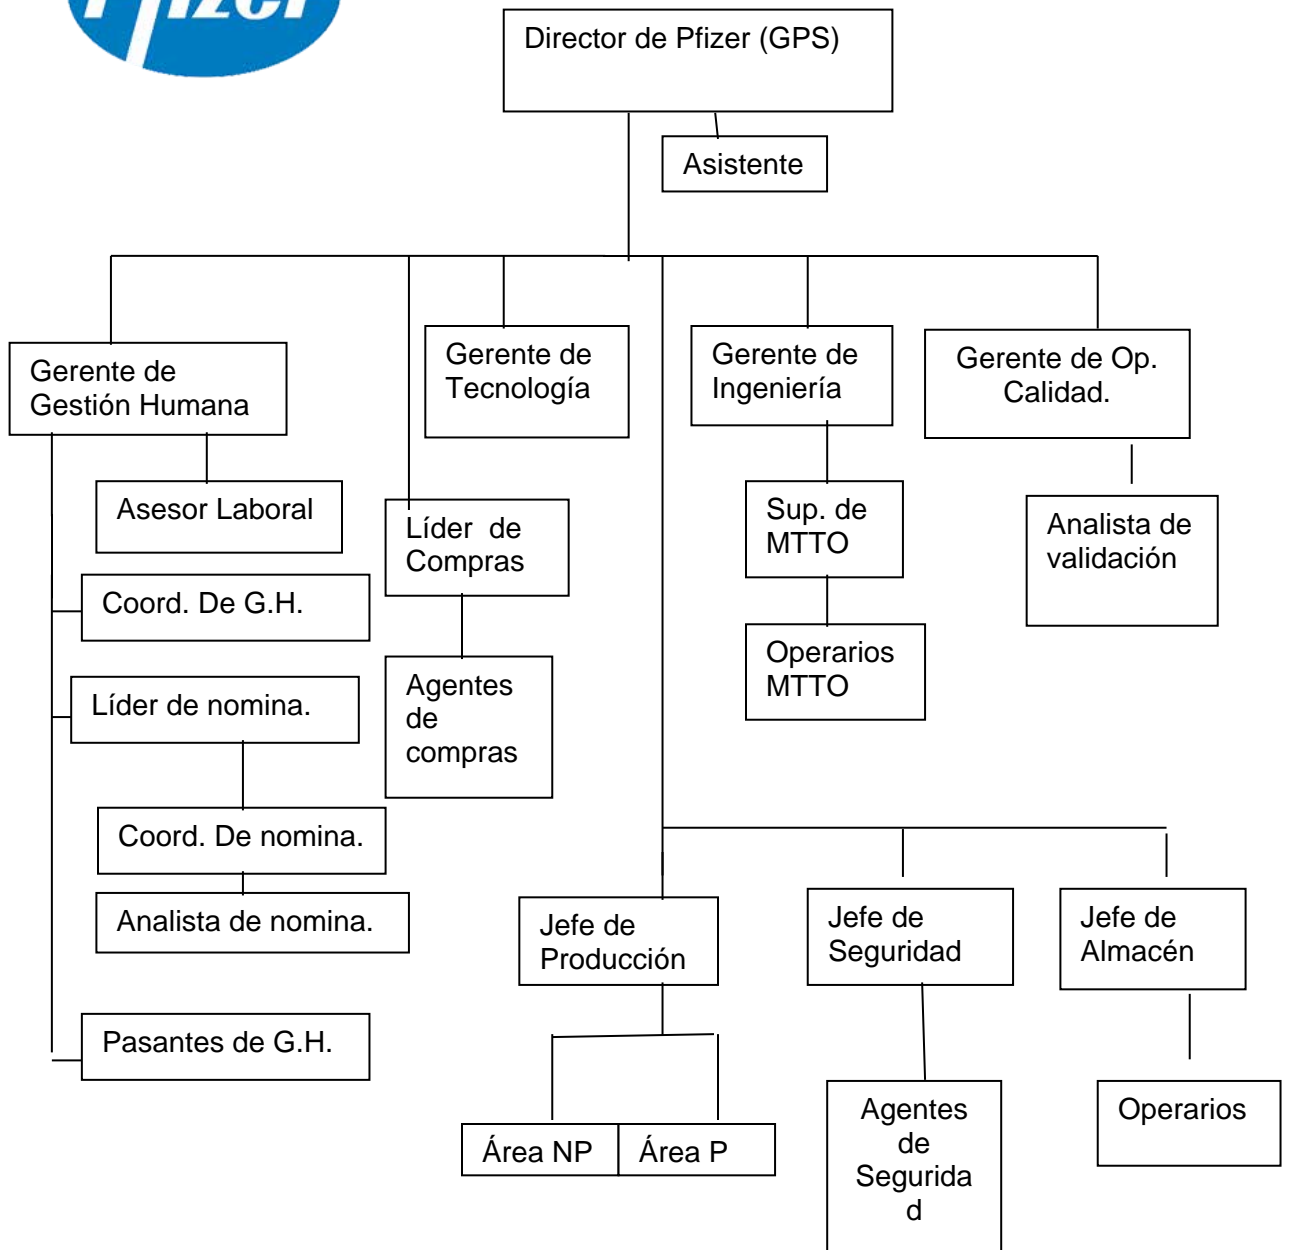 Pfizer
Director de Pfizer (GPS)
Asistente
Gerente de
Gestión Humana
Gerente de
Tecnología
Gerente de
Ingeniería
Gerente de Op.
Calidad.
Asesor Laboral
Líder de
Compras
Sup. de
MTTO
Analista de
validación
Coord. De G.H.
Líder de nomina.
Agentes
de
compras
Operarios
MTTO
Coord. De nomina.
Analista de nomina.
Jefe de
Producción
Jefe de
Seguridad
Jefe de
Almacén
Pasantes de G.H.
Área NP
Área P
Agentes
de
Segurida
d
Operarios